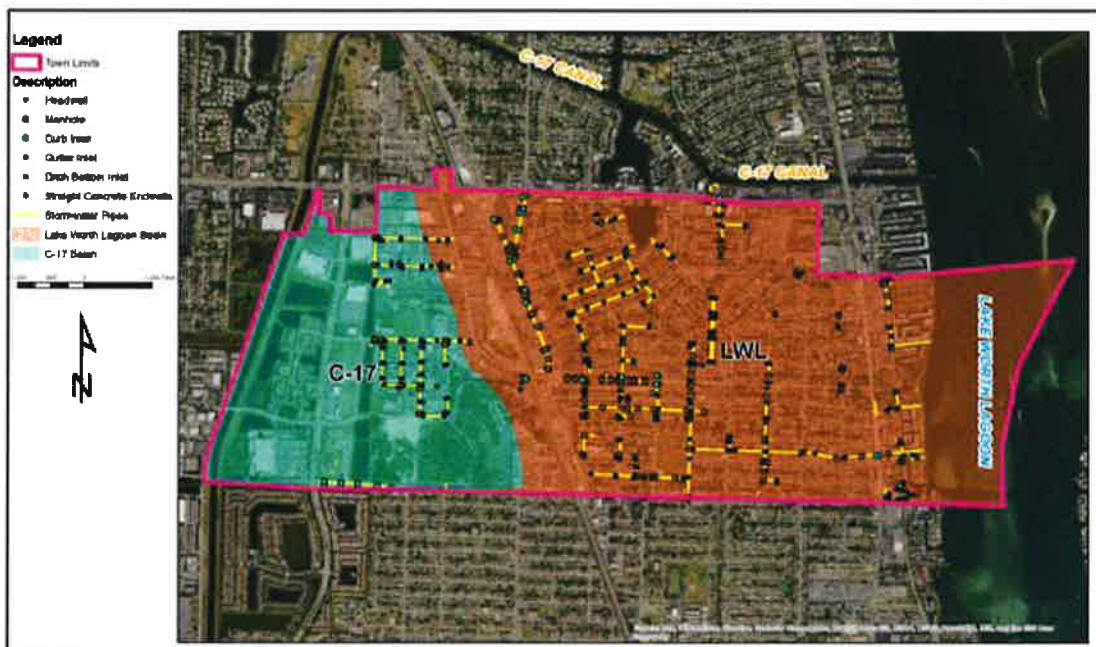 Legend
Town Limits
Description
Headwall
Manhole
Curb Inlet
Gutter Inlet
Ditch Bottom Inlet
Straight Concrete Endwalls
Stormwater Pipes
Lake Worth Lagoon Basin
C-17 Basin
N
C-17 CANAL
C-17 CANAL
C-17
LWL
LAKE WORTH LAGOON